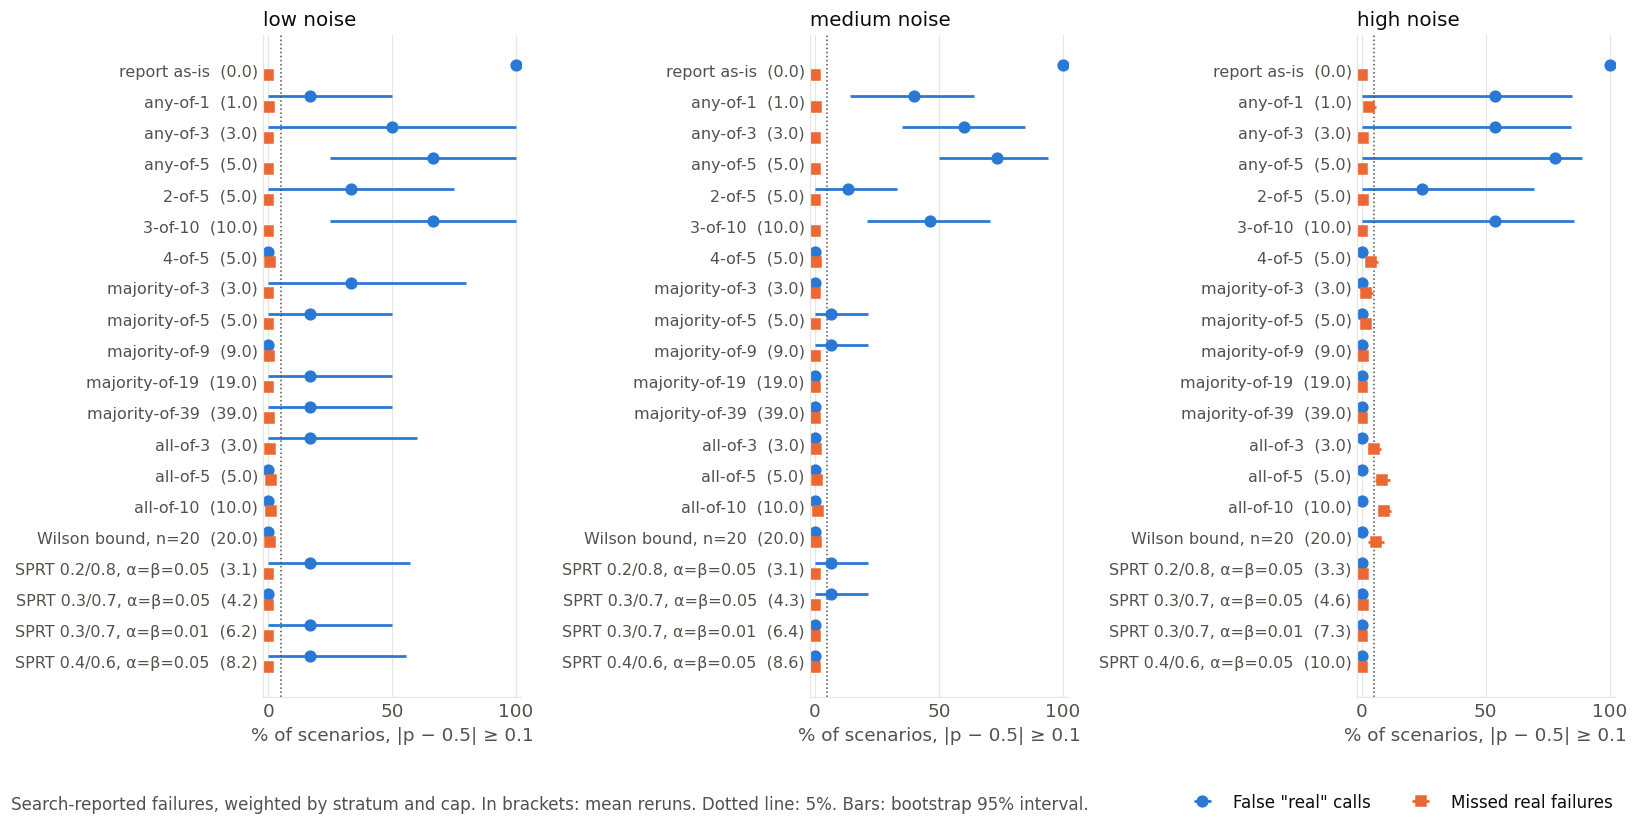 low noise
report as-is (0.0)
any-of-1 (1.0)
any-of-3 (3.0)
any-of-5 (5.0)
2-of-5 (5.0)
3-of-10 (10.0)
4-of-5 (5.0)
majority-of-3 (3.0)
majority-of-5 (5.0)
majority-of-9 (9.0)
majority-of-19 (19.0)
majority-of-39 (39.0)
all-of-3 (3.0)
all-of-5 (5.0)
all-of-10 (10.0)
Wilson bound, n=20 (20.0)
SPRT 0.2/0.8, α=β=0.05 (3.1)
SPRT 0.3/0.7, α=β=0.05 (4.2)
SPRT 0.3/0.7, α=β=0.01 (6.2)
SPRT 0.4/0.6, α=β=0.05 (8.2)
0 50 100
% of scenarios, |p − 0.5| ≥ 0.1
medium noise
report as-is (0.0)
any-of-1 (1.0)
any-of-3 (3.0)
any-of-5 (5.0)
2-of-5 (5.0)
3-of-10 (10.0)
4-of-5 (5.0)
majority-of-3 (3.0)
majority-of-5 (5.0)
majority-of-9 (9.0)
majority-of-19 (19.0)
majority-of-39 (39.0)
all-of-3 (3.0)
all-of-5 (5.0)
all-of-10 (10.0)
Wilson bound, n=20 (20.0)
SPRT 0.2/0.8, α=β=0.05 (3.1)
SPRT 0.3/0.7, α=β=0.05 (4.3)
SPRT 0.3/0.7, α=β=0.01 (6.4)
SPRT 0.4/0.6, α=β=0.05 (8.6)
0 50 100
% of scenarios, |p − 0.5| ≥ 0.1
high noise
report as-is (0.0)
any-of-1 (1.0)
any-of-3 (3.0)
any-of-5 (5.0)
2-of-5 (5.0)
3-of-10 (10.0)
4-of-5 (5.0)
majority-of-3 (3.0)
majority-of-5 (5.0)
majority-of-9 (9.0)
majority-of-19 (19.0)
majority-of-39 (39.0)
all-of-3 (3.0)
all-of-5 (5.0)
all-of-10 (10.0)
Wilson bound, n=20 (20.0)
SPRT 0.2/0.8, α=β=0.05 (3.3)
SPRT 0.3/0.7, α=β=0.05 (4.6)
SPRT 0.3/0.7, α=β=0.01 (7.3)
SPRT 0.4/0.6, α=β=0.05 (10.0)
0 50 100
% of scenarios, |p − 0.5| ≥ 0.1
Search-reported failures, weighted by stratum and cap. In brackets: mean reruns. Dotted line: 5%. Bars: bootstrap 95% interval.
False "real" calls
Missed real failures